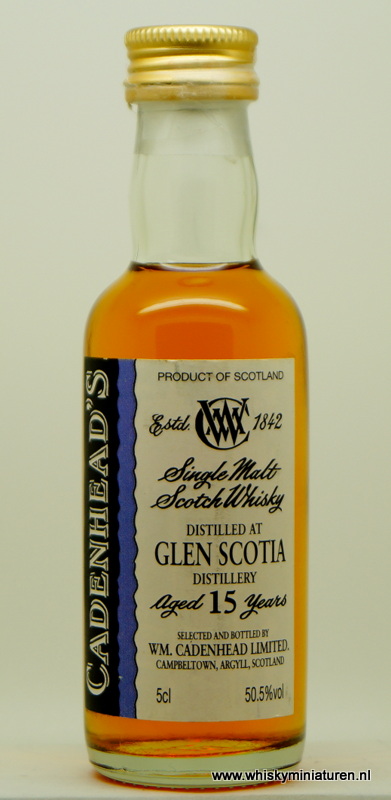 CADENHEAD'S
PRODUCT OF SCOTLAND
Estd. WC 1842
Single Malt
Scotch Whisky
DISTILLED AT
GLEN SCOTIA
DISTILLERY
Aged 15 Years
SELECTED AND BOTTLED BY
WM. CADENHEAD LIMITED.
CAMPBELTOWN, ARGYLL, SCOTLAND
5cl 50.5%vol
www.whiskyminiaturen.nl